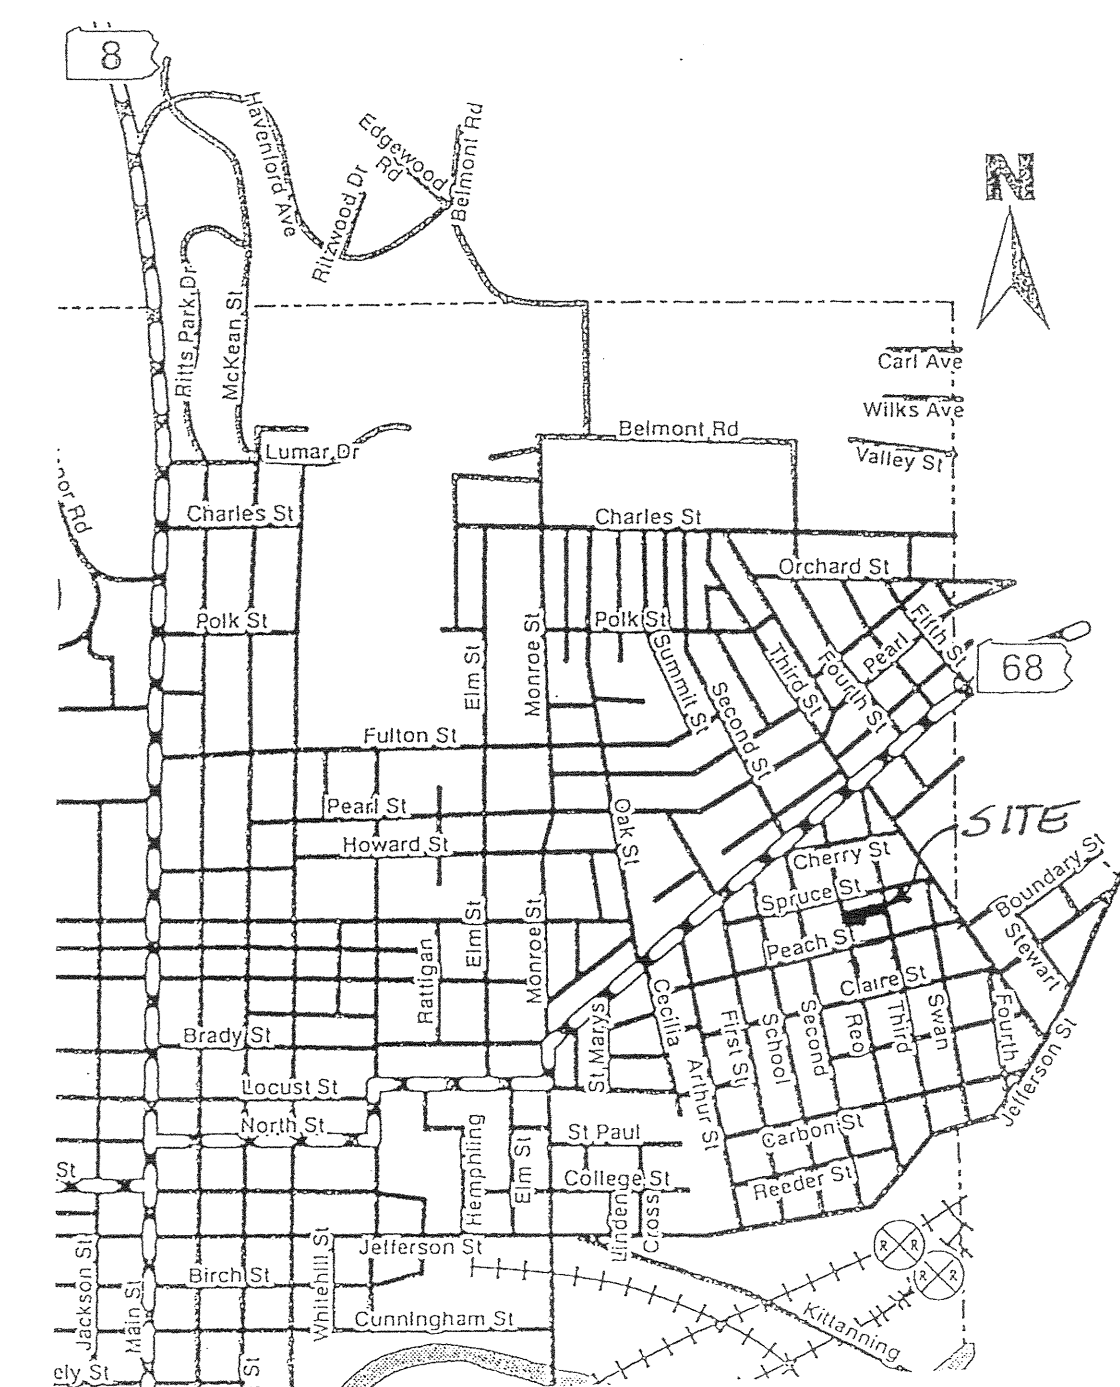 8
N
Havenford Ave
Edgewood
Rd
Belmont Rd
Ritzwood Dr
Ritts Park Dr
McKean St
Carl Ave
Wilks Ave
Valley St
Belmont Rd
Lumar Dr
Charles St
Charles St
Orchard St
Polk St
Polk St
Fifth St
Pearl
68
Elm St
Monroe St
Summit St
Second St
Third St
Fourth St
Fulton St
Pearl St
Howard St
Oak St
SITE
Cherry St
Spruce St
Boundary St
Stewart
Peach S
Claire St
Elm St
Monroe St
Rattigan
Brady St
St Marys
Cecilia
First St
School
Second
Reo
Third
Swan
Fourth
Jefferson St
Locust St
North St
Arthur St
Hemphling
Elm St
St Paul
Carbon St
College St
Reeder St
St
Linden
Cross
Jefferson St
Jackson St
Main St
Birch St
Whitehill St
Cunningham St
R R
R R
Kittanning
St